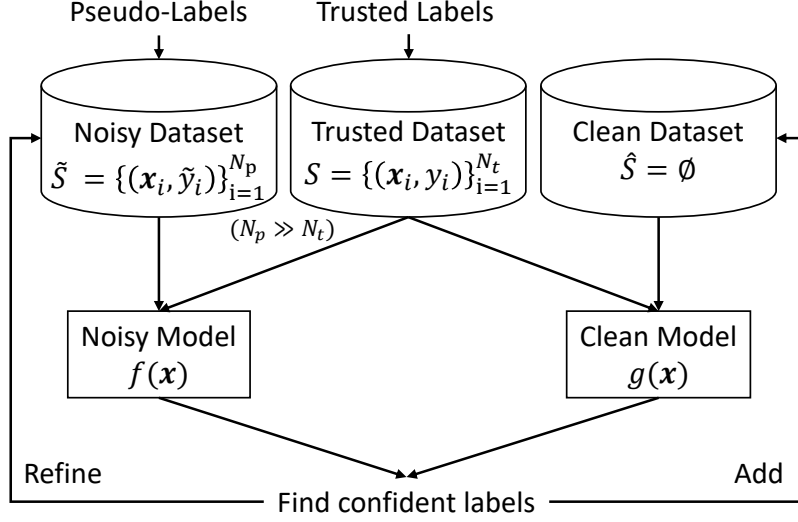 Pseudo-Labels
Trusted Labels
Noisy Dataset
S̃ = {(𝒙ᵢ, ỹᵢ)}ᵢ₌₁^{Nₚ}
Trusted Dataset
S = {(𝒙ᵢ, yᵢ)}ᵢ₌₁^{Nₜ}
Clean Dataset
Ŝ = ∅
(Nₚ ≫ Nₜ)
Noisy Model
f(𝒙)
Clean Model
g(𝒙)
Refine
Add
Find confident labels